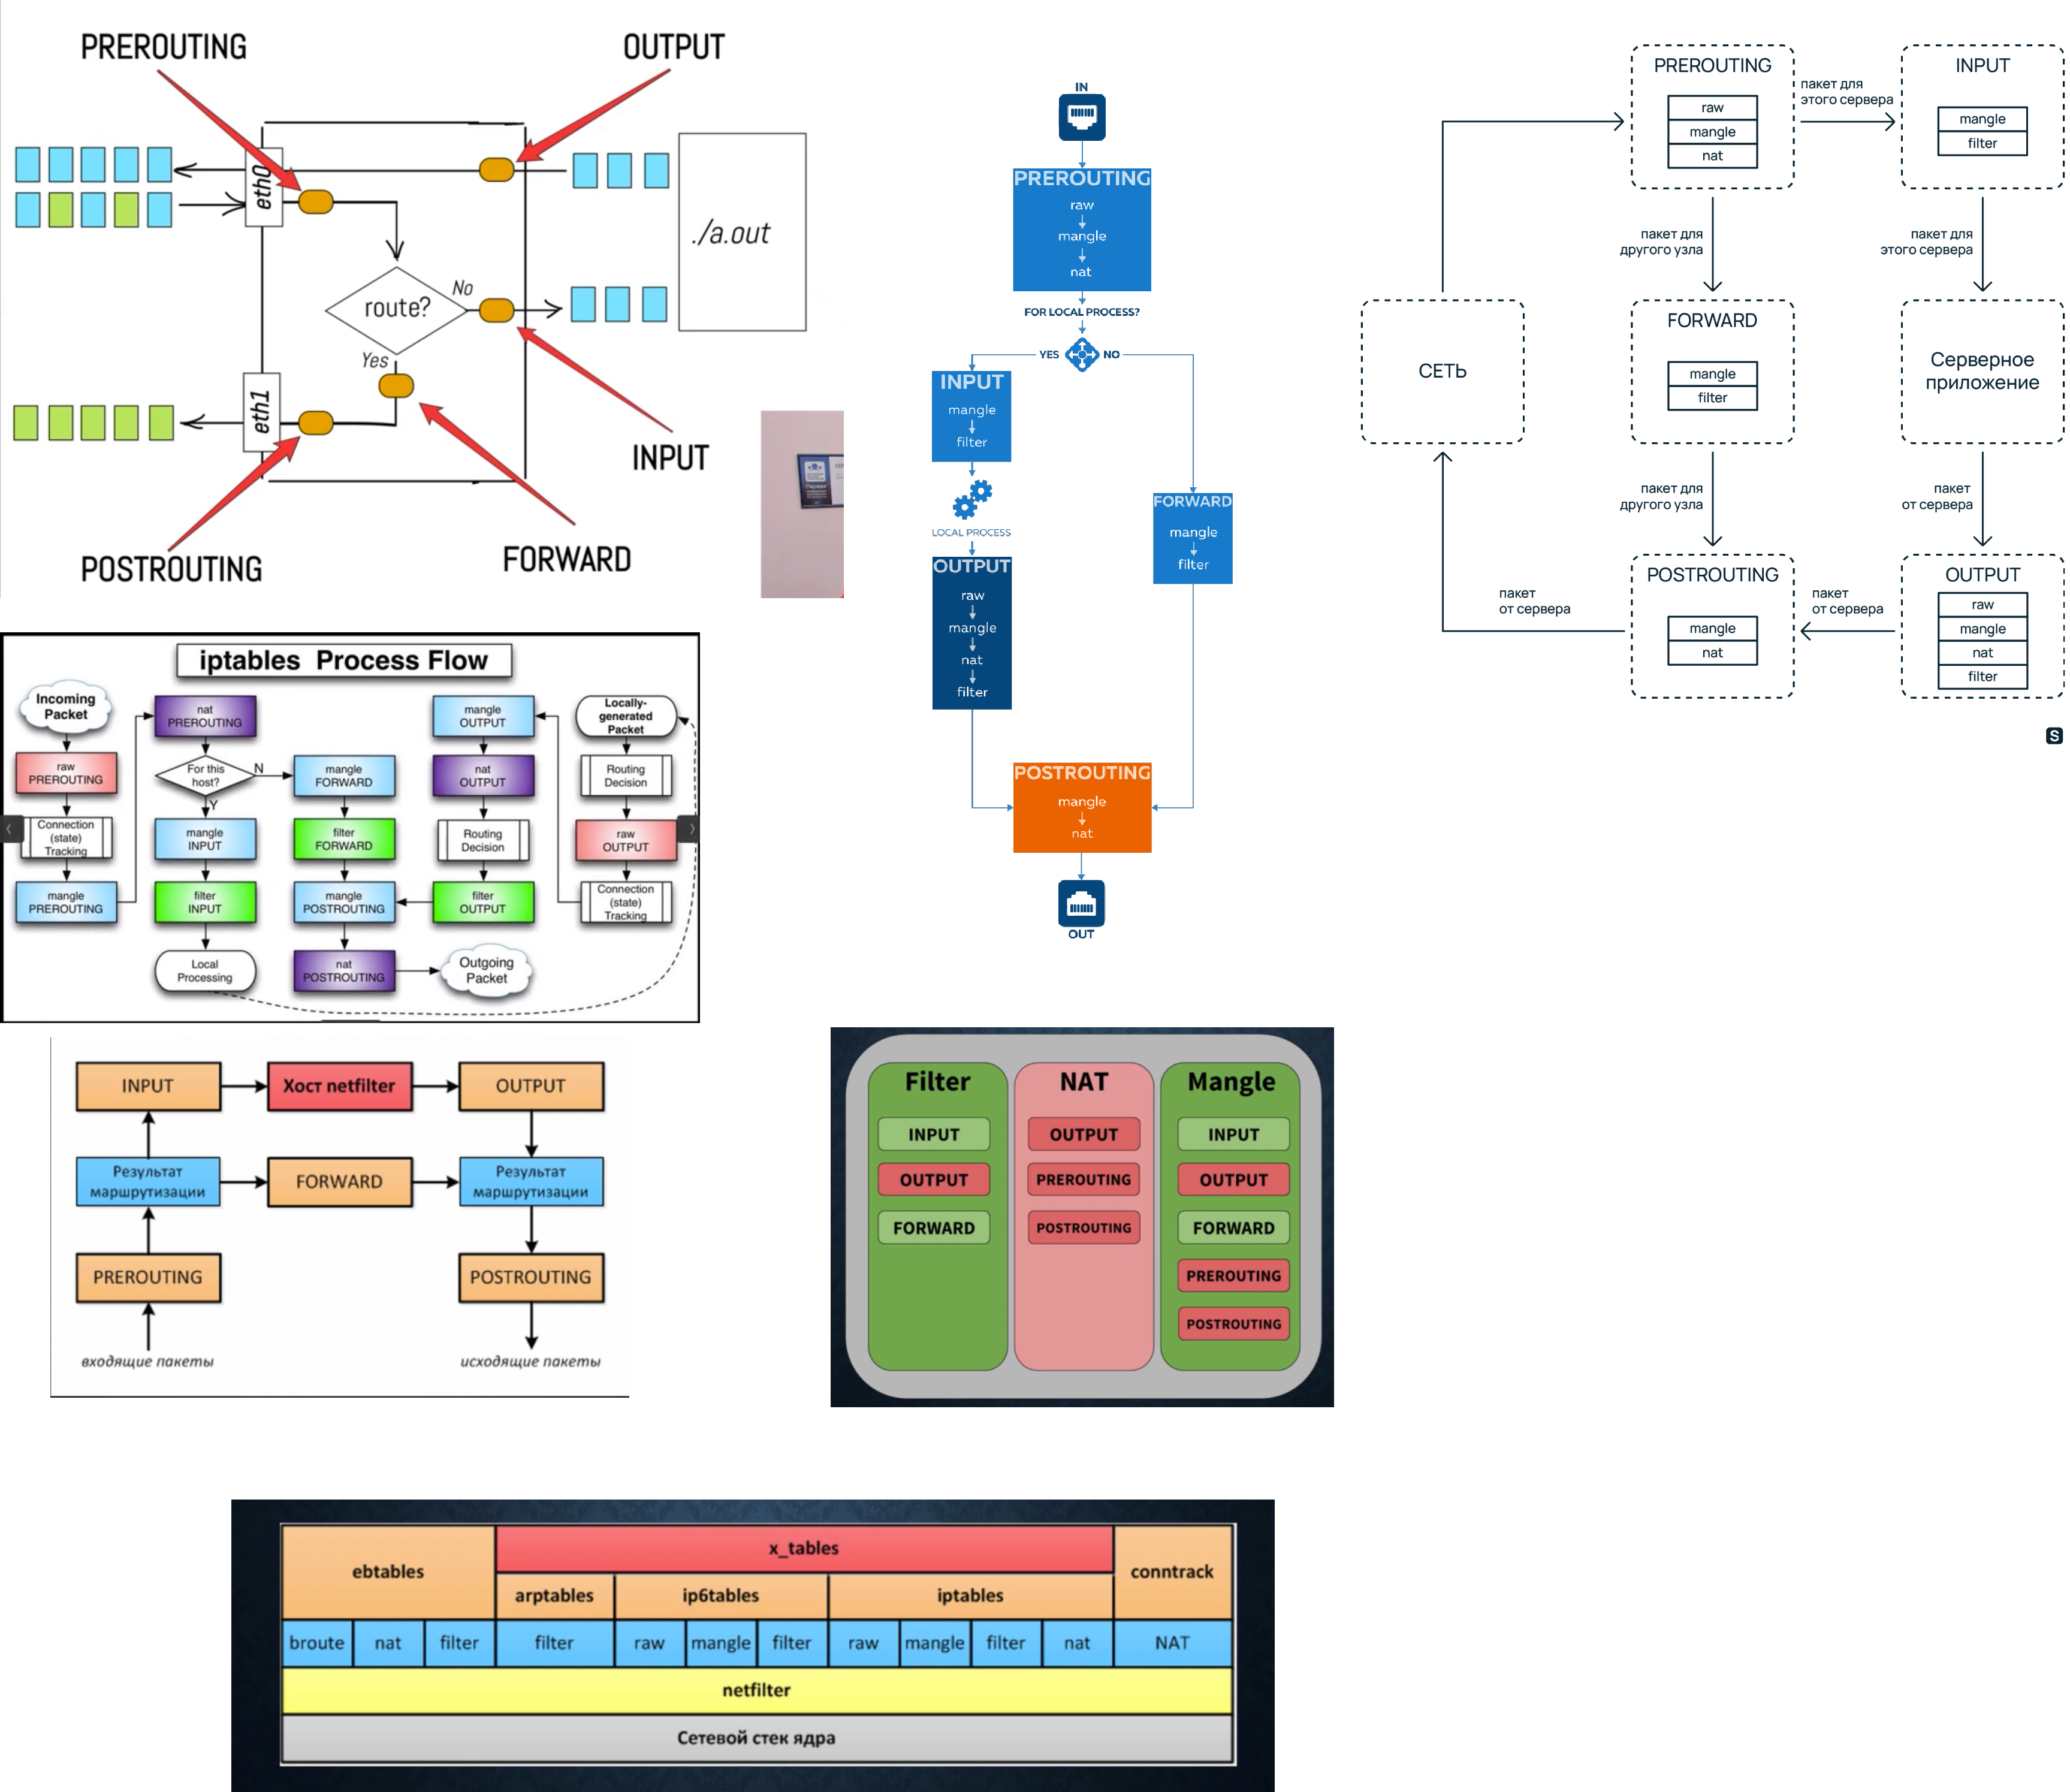 PREROUTING
OUTPUT
eth0
./a.out
route?
No
Yes
eth1
INPUT
POSTROUTING
FORWARD
IN
PREROUTING
raw
mangle
nat
FOR LOCAL PROCESS?
YES
NO
INPUT
mangle
filter
LOCAL PROCESS
FORWARD
mangle
filter
OUTPUT
raw
mangle
nat
filter
POSTROUTING
mangle
nat
OUT
PREROUTING
raw
mangle
nat
пакет для
этого сервера
INPUT
mangle
filter
пакет для
другого узла
пакет для
этого сервера
СЕТЬ
FORWARD
mangle
filter
Серверное
приложение
пакет для
другого узла
пакет
от сервера
POSTROUTING
mangle
nat
пакет
от сервера
пакет
от сервера
OUTPUT
raw
mangle
nat
filter
S
iptables Process Flow
Incoming
Packet
raw
PREROUTING
Connection
(state)
Tracking
mangle
PREROUTING
nat
PREROUTING
For this
host?
N
Y
mangle
INPUT
filter
INPUT
Local
Processing
mangle
FORWARD
filter
FORWARD
mangle
POSTROUTING
nat
POSTROUTING
mangle
OUTPUT
nat
OUTPUT
Routing
Decision
filter
OUTPUT
Outgoing
Packet
Locally-
generated
Packet
Routing
Decision
raw
OUTPUT
Connection
(state)
Tracking
INPUT
Хост netfilter
OUTPUT
Результат
маршрутизации
FORWARD
Результат
маршрутизации
PREROUTING
POSTROUTING
входящие пакеты
исходящие пакеты
Filter
INPUT
OUTPUT
FORWARD
NAT
OUTPUT
PREROUTING
POSTROUTING
Mangle
INPUT
OUTPUT
FORWARD
PREROUTING
POSTROUTING
ebtables
x_tables
conntrack
arptables
ip6tables
iptables
broute
nat
filter
filter
raw
mangle
filter
raw
mangle
filter
nat
NAT
netfilter
Сетевой стек ядра